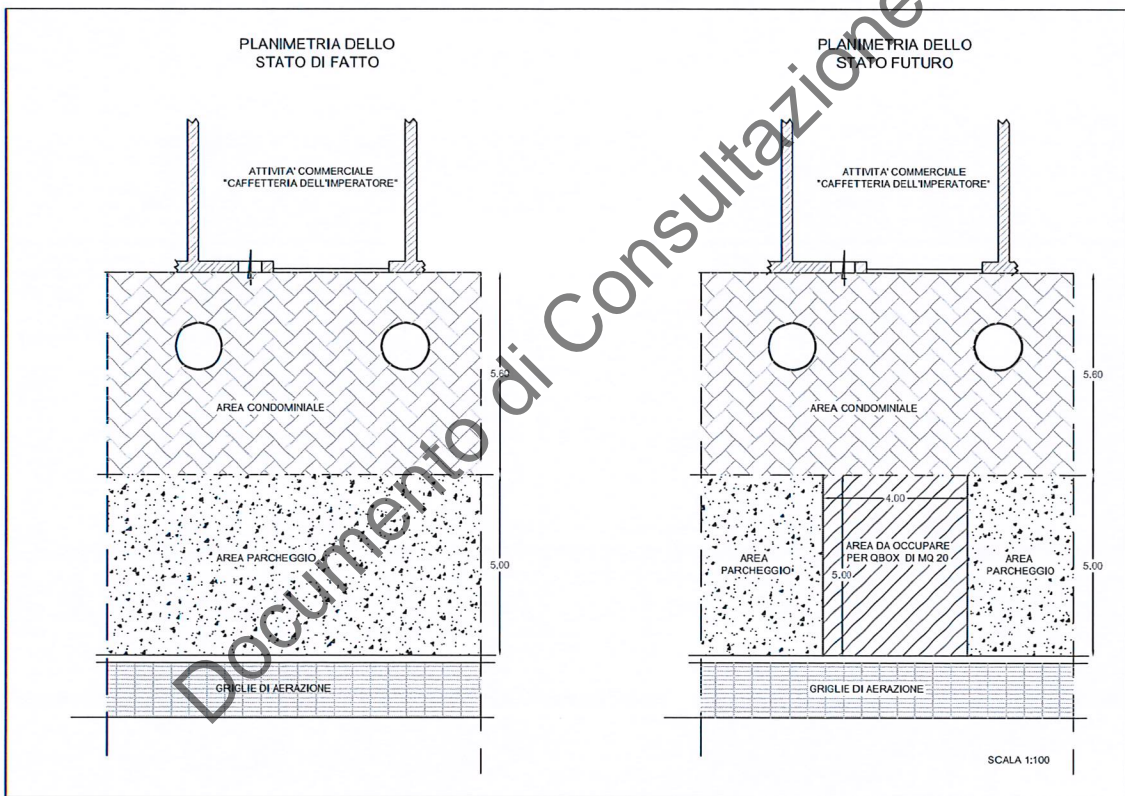 PLANIMETRIA DELLO
STATO DI FATTO
ATTIVITA' COMMERCIALE
"CAFFETTERIA DELL'IMPERATORE"
5.60
AREA CONDOMINIALE
AREA PARCHEGGIO
5.00
GRIGLIE DI AERAZIONE
PLANIMETRIA DELLO
STATO FUTURO
ATTIVITA' COMMERCIALE
"CAFFETTERIA DELL'IMPERATORE"
5.60
AREA CONDOMINIALE
4.00
AREA
PARCHEGGIO
AREA DA OCCUPARE
PER QBOX DI MQ 20
5.00
AREA
PARCHEGGIO
5.00
GRIGLIE DI AERAZIONE
SCALA 1:100
Documento di Consultazione